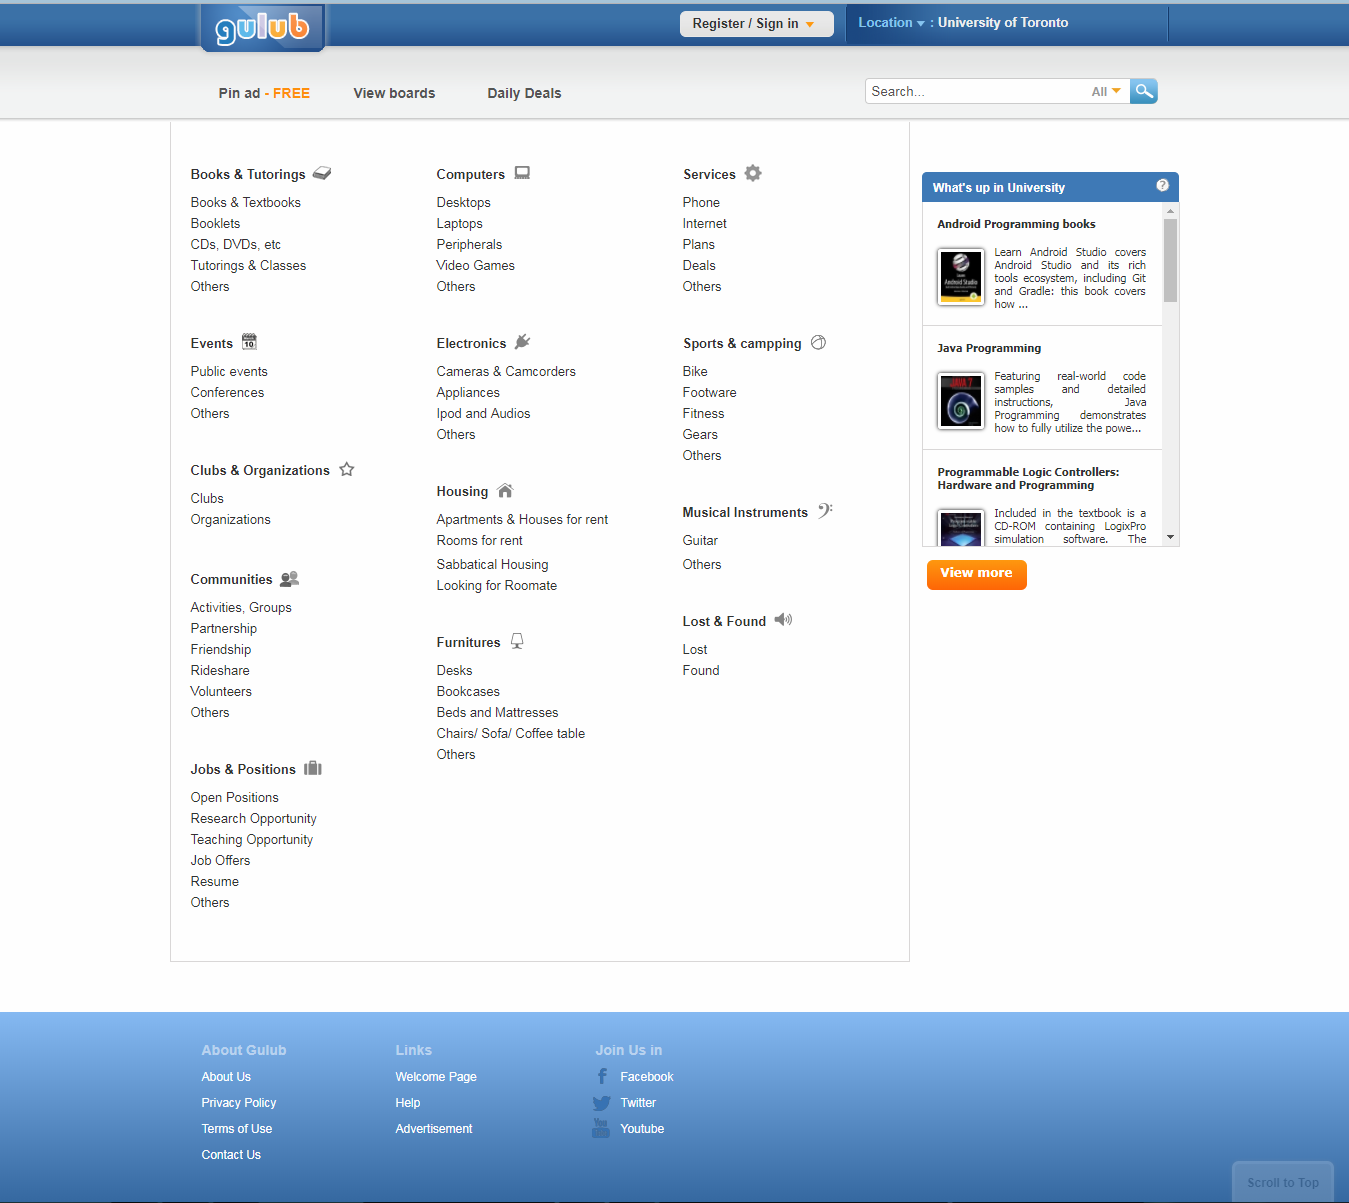 gulub
Register / Sign in
Location : University of Toronto
Pin ad - FREE
View boards
Daily Deals
Search...
All
Books & Tutorings
Books & Textbooks
Booklets
CDs, DVDs, etc
Tutorings & Classes
Others
Events
10
Public events
Conferences
Others
Clubs & Organizations
Clubs
Organizations
Communities
Activities, Groups
Partnership
Friendship
Rideshare
Volunteers
Others
Jobs & Positions
Open Positions
Research Opportunity
Teaching Opportunity
Job Offers
Resume
Others
Computers
Desktops
Laptops
Peripherals
Video Games
Others
Electronics
Cameras & Camcorders
Appliances
Ipod and Audios
Others
Housing
Apartments & Houses for rent
Rooms for rent
Sabbatical Housing
Looking for Roomate
Furnitures
Desks
Bookcases
Beds and Mattresses
Chairs/ Sofa/ Coffee table
Others
Services
Phone
Internet
Plans
Deals
Others
Sports & campping
Bike
Footware
Fitness
Gears
Others
Musical Instruments
Guitar
Others
Lost & Found
Lost
Found
What's up in University
?
Android Programming books
Learn
Android Studio
Learn Android Studio covers
Android Studio and its rich
tools ecosystem, including Git
and Gradle: this book covers
how ...
Java Programming
JAVA 7
Featuring real-world code
samples and detailed
instructions, Java
Programming demonstrates
how to fully utilize the powe...
Programmable Logic Controllers:
Hardware and Programming
Included in the textbook is a
CD-ROM containing LogixPro
simulation software. The
View more
About Gulub
About Us
Privacy Policy
Terms of Use
Contact Us
Links
Welcome Page
Help
Advertisement
Join Us in
Facebook
Twitter
You
Youtube
Scroll to Top